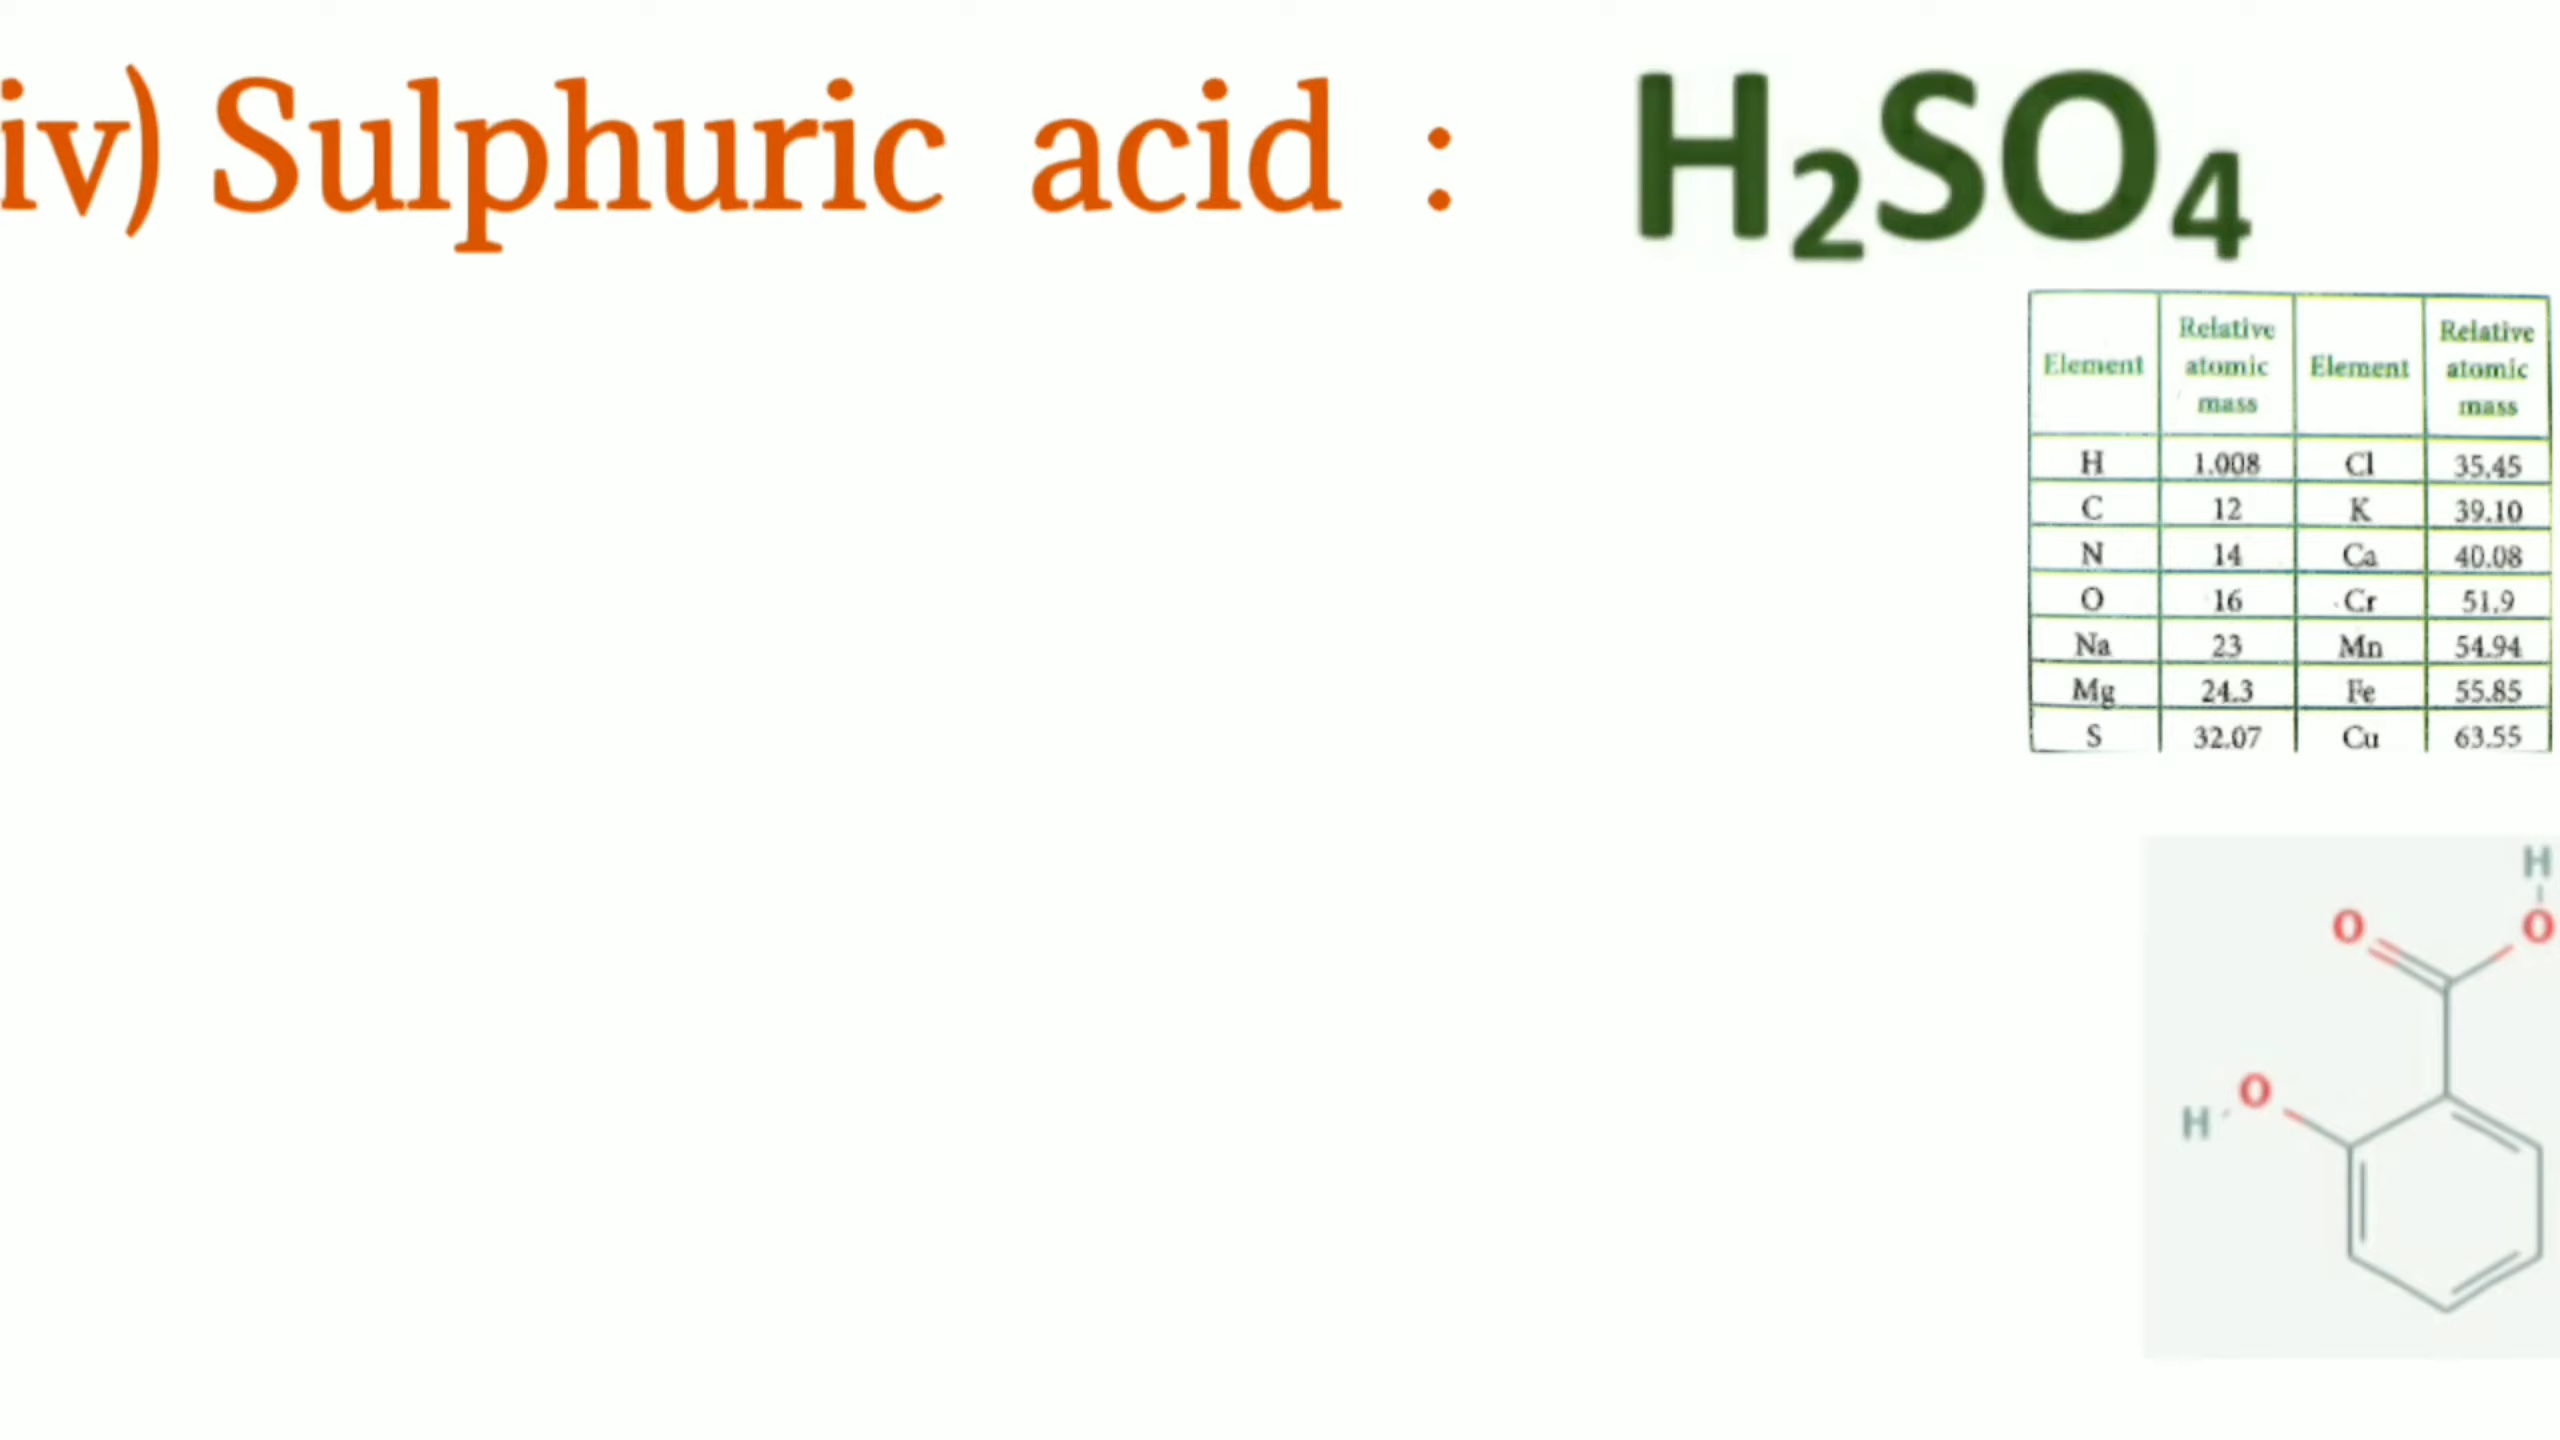 iv) Sulphuric acid : H₂SO₄
Element Relative atomic mass Element Relative atomic mass
H 1.008 Cl 35.45
C 12 K 39.10
N 14 Ca 40.08
O 16 Cr 51.9
Na 23 Mn 54.94
Mg 24.3 Fe 55.85
S 32.07 Cu 63.55
H
O O
O
H